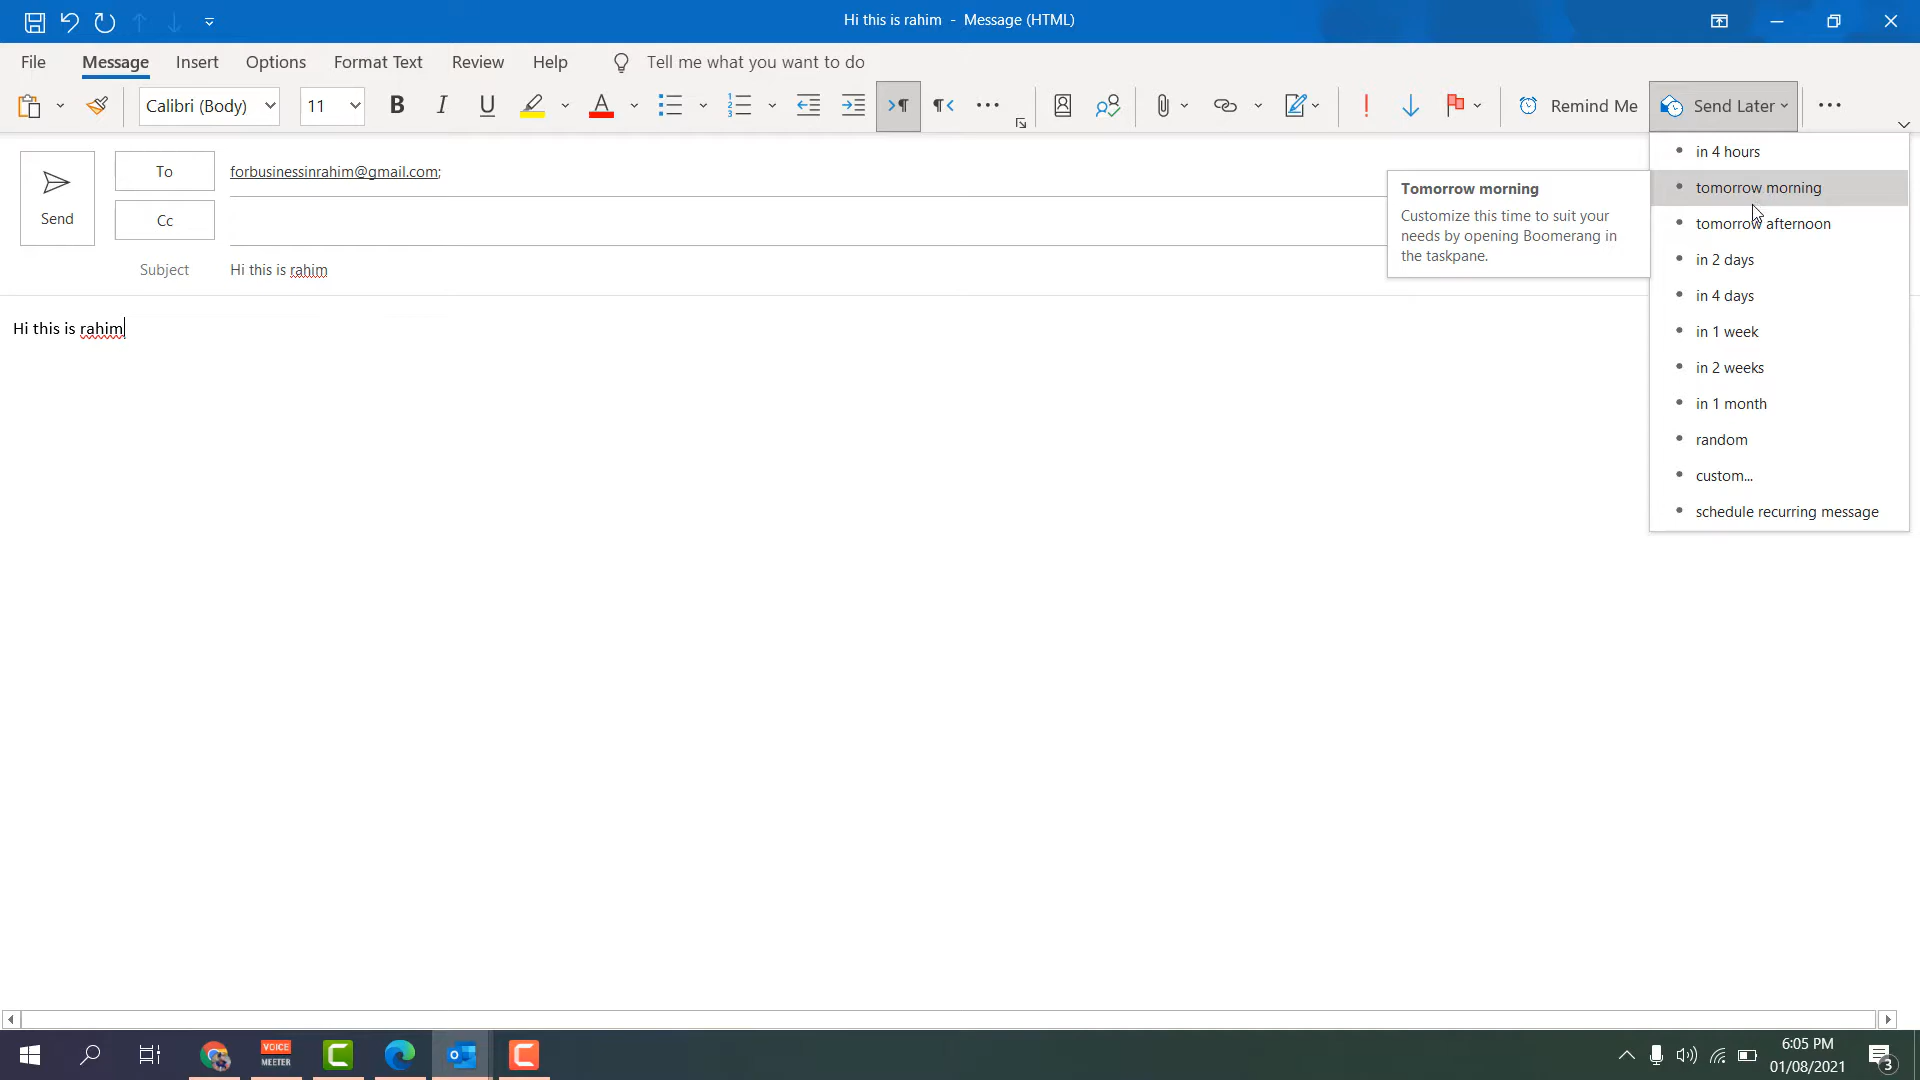 Hi this is rahim - Message (HTML)
File Message Insert Options Format Text Review Help Tell me what you want to do
Calibri (Body) 11 B I U A Remind Me Send Later
Send
To forbusinessinrahim@gmail.com;
Cc
Subject Hi this is rahim
Hi this is rahim
Tomorrow morning
Customize this time to suit your
needs by opening Boomerang in
the taskpane.
in 4 hours
tomorrow morning
tomorrow afternoon
in 2 days
in 4 days
in 1 week
in 2 weeks
in 1 month
random
custom...
schedule recurring message
VOICE
MEETER
6:05 PM
01/08/2021
3